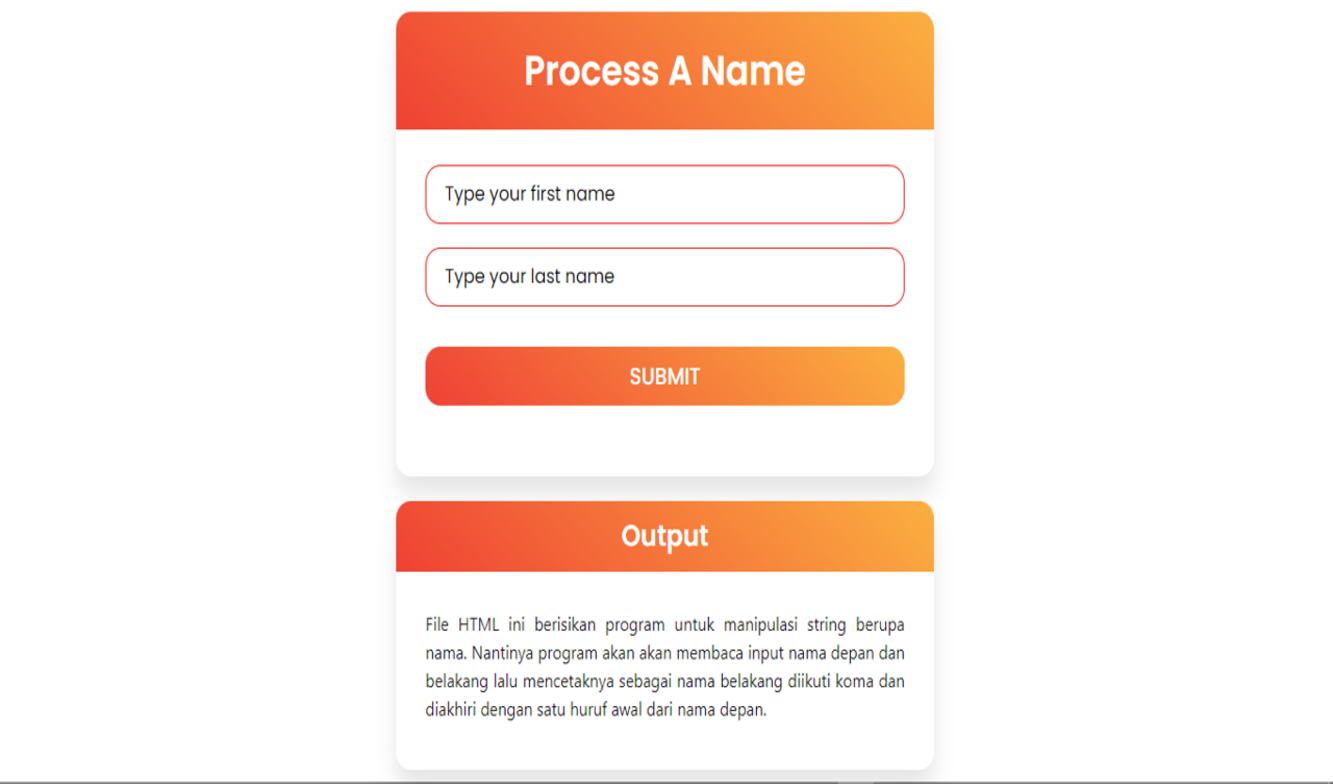 Process A Name
Type your first name
Type your last name
SUBMIT
Output
File HTML ini berisikan program untuk manipulasi string berupa
nama. Nantinya program akan akan membaca input nama depan dan
belakang lalu mencetaknya sebagai nama belakang diikuti koma dan
diakhiri dengan satu huruf awal dari nama depan.